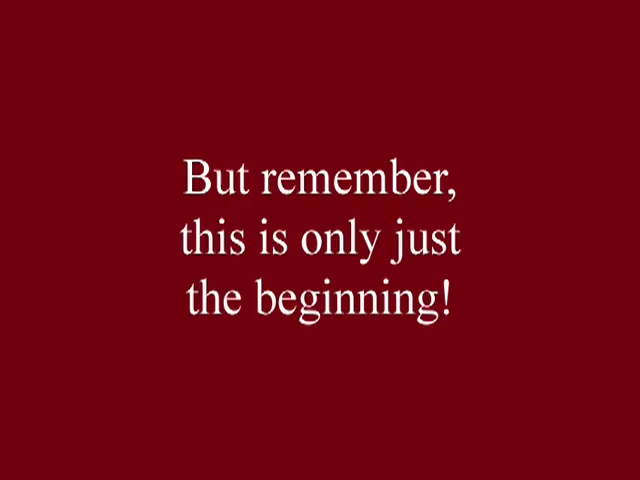 But remember,
this is only just
the beginning!